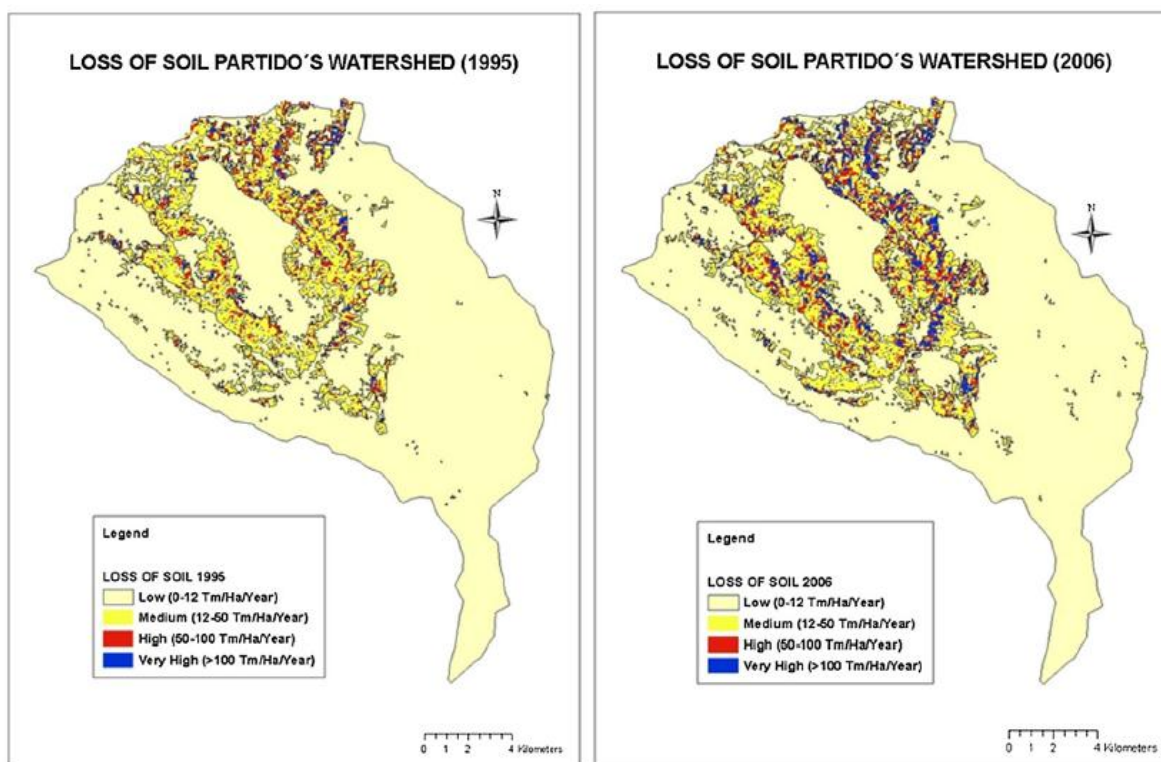 LOSS OF SOIL PARTIDO´S WATERSHED (1995)
N
Legend
LOSS OF SOIL 1995
Low (0-12 Tm/Ha/Year)
Medium (12-50 Tm/Ha/Year)
High (50-100 Tm/Ha/Year)
Very High (>100 Tm/Ha/Year)
0 1 2 4 Kilometers
LOSS OF SOIL PARTIDO´S WATERSHED (2006)
N
Legend
LOSS OF SOIL 2006
Low (0-12 Tm/Ha/Year)
Medium (12-50 Tm/Ha/Year)
High (50-100 Tm/Ha/Year)
Very High (>100 Tm/Ha/Year)
0 1 2 4 Kilometers